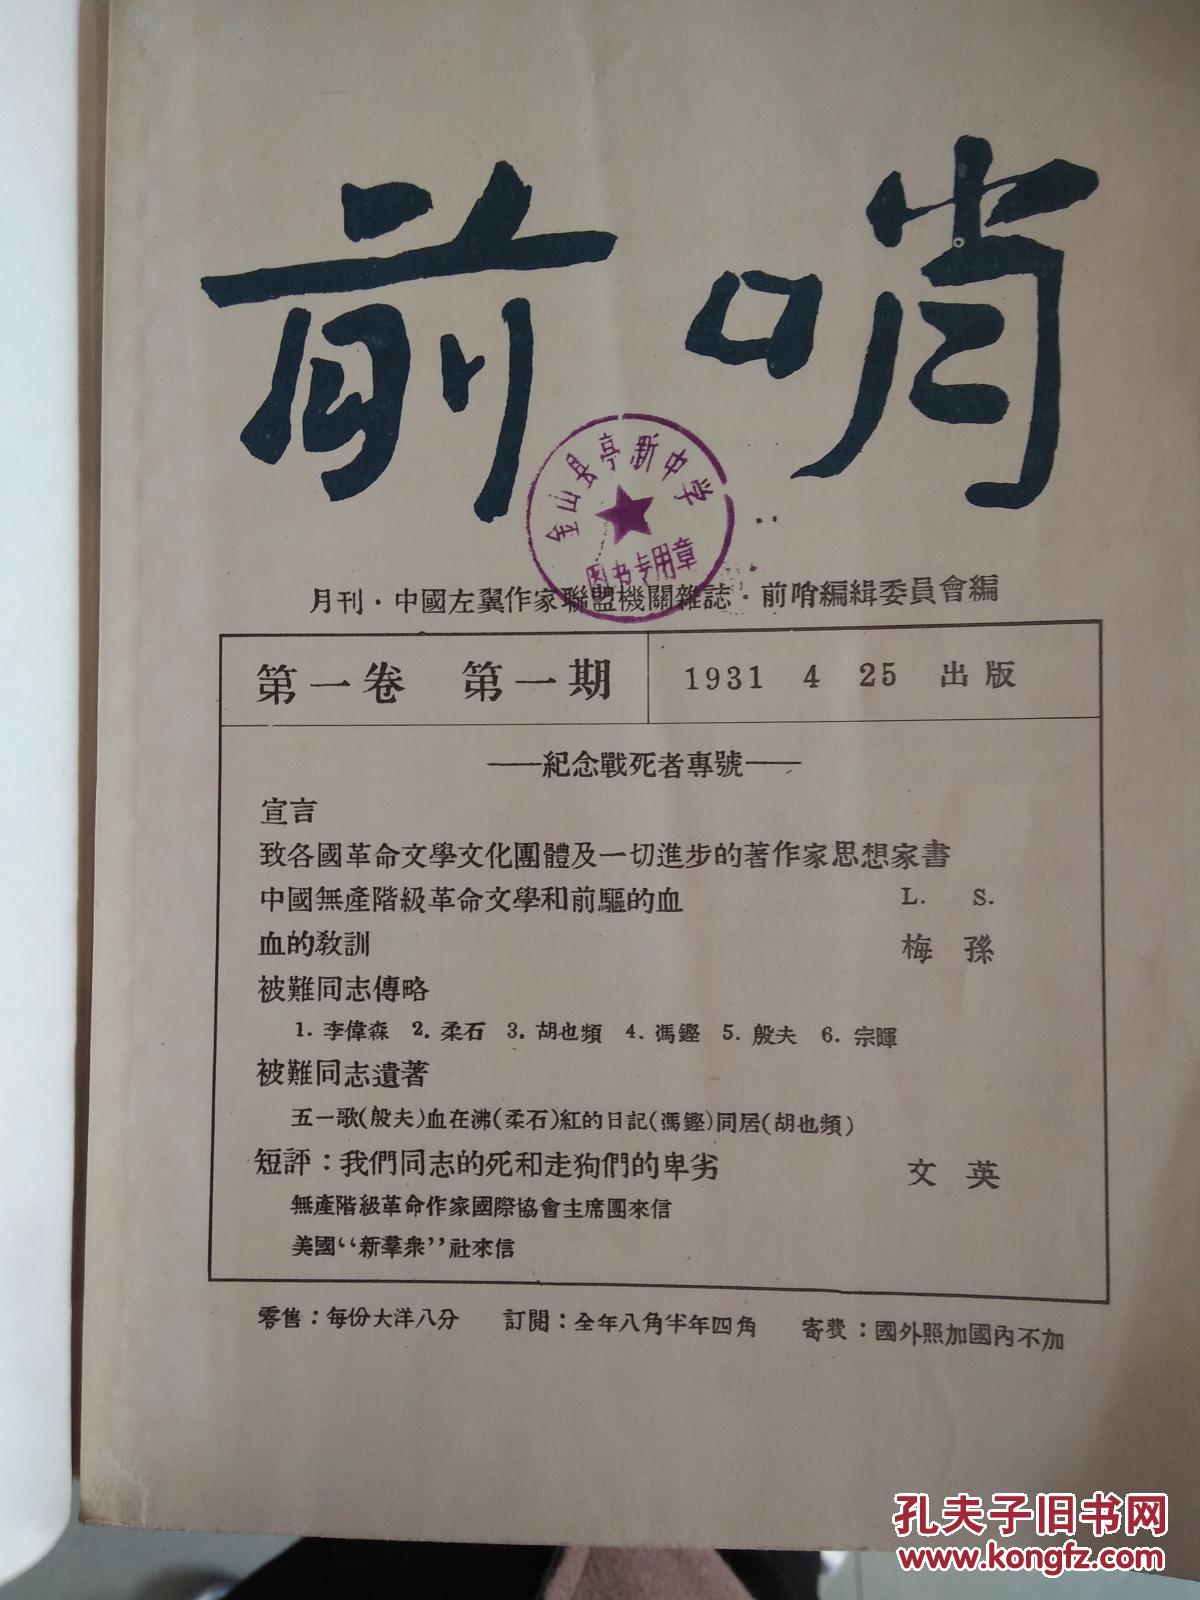 前哨
金山县亭新中学
图书专用章
月刊·中國左翼作家聯盟機關雜誌·前哨編緝委員會編
第一卷 第一期
1931 4 25 出版
——紀念戰死者專號——
宣言
致各國革命文學文化團體及一切進步的著作家思想家書
中國無產階級革命文學和前驅的血 L. S.
血的教訓 梅孫
被難同志傳略
1. 李偉森 2. 柔石 3. 胡也頻 4. 馮鏗 5. 殷夫 6. 宗暉
被難同志遺著
五一歌(殷夫)血在沸(柔石)紅的日記(馮鏗)同居(胡也頻)
短評：我們同志的死和走狗們的卑劣 文英
無產階級革命作家國際協會主席團來信
美國“新羣衆”社來信
零售：每份大洋八分 訂閱：全年八角半年四角 寄費：國外照加國內不加
孔夫子旧书网
www.kongfz.com